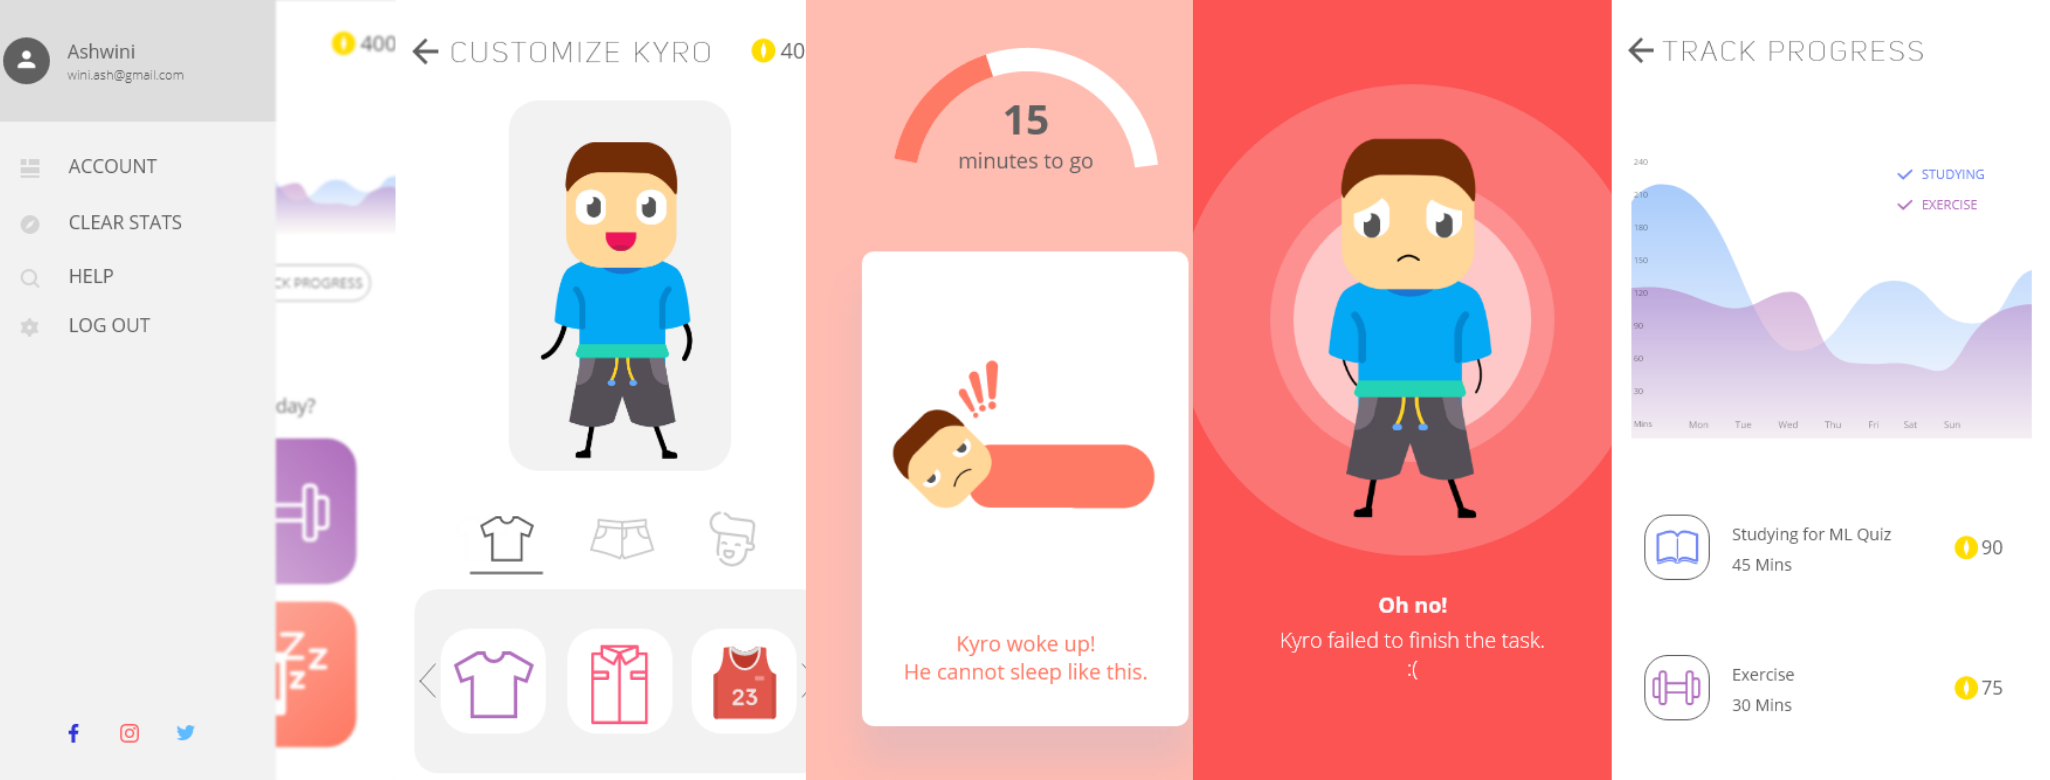 Ashwini
wini.ash@gmail.com
ACCOUNT
CLEAR STATS
HELP
LOG OUT
400
CK PROGRESS
day?
CUSTOMIZE KYRO
40
23
15
minutes to go
Kyro woke up!
He cannot sleep like this.
Oh no!
Kyro failed to finish the task.
:(
TRACK PROGRESS
240
210
180
150
120
90
60
30
STUDYING
EXERCISE
Mins Mon Tue Wed Thu Fri Sat Sun
Studying for ML Quiz
45 Mins
90
Exercise
30 Mins
75